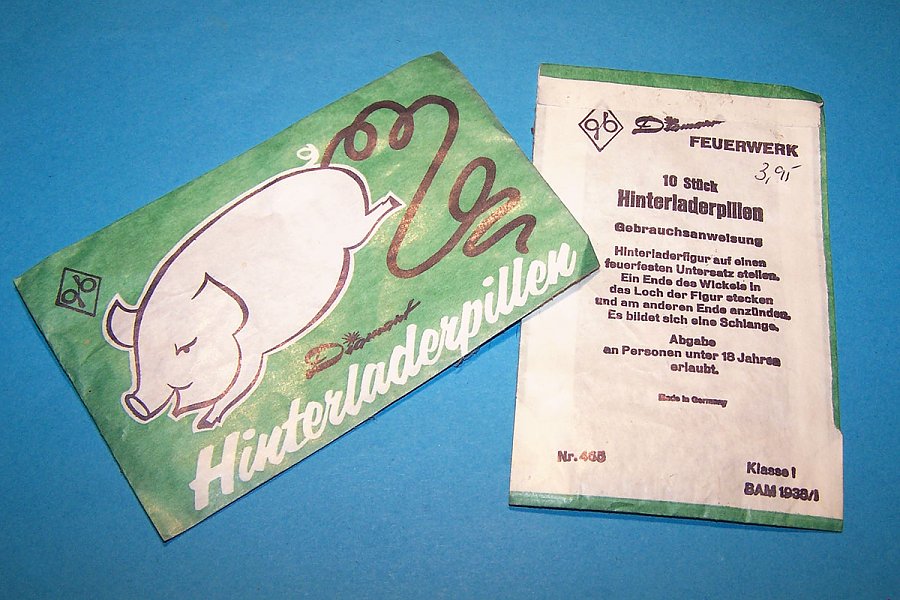 gb
Diamant
Hinterladerpillen
gb Diamant
FEUERWERK
3,95
10 Stück
Hinterladerpillen
Gebrauchsanweisung
Hinterladerfigur auf einen
feuerfesten Untersatz stellen.
Ein Ende des Wickels in
das Loch der Figur stecken
und am anderen Ende anzünden.
Es bildet sich eine Schlange.
Abgabe
an Personen unter 18 Jahren
erlaubt.
Made in Germany
Nr. 465
Klasse I
BAM 1938/I